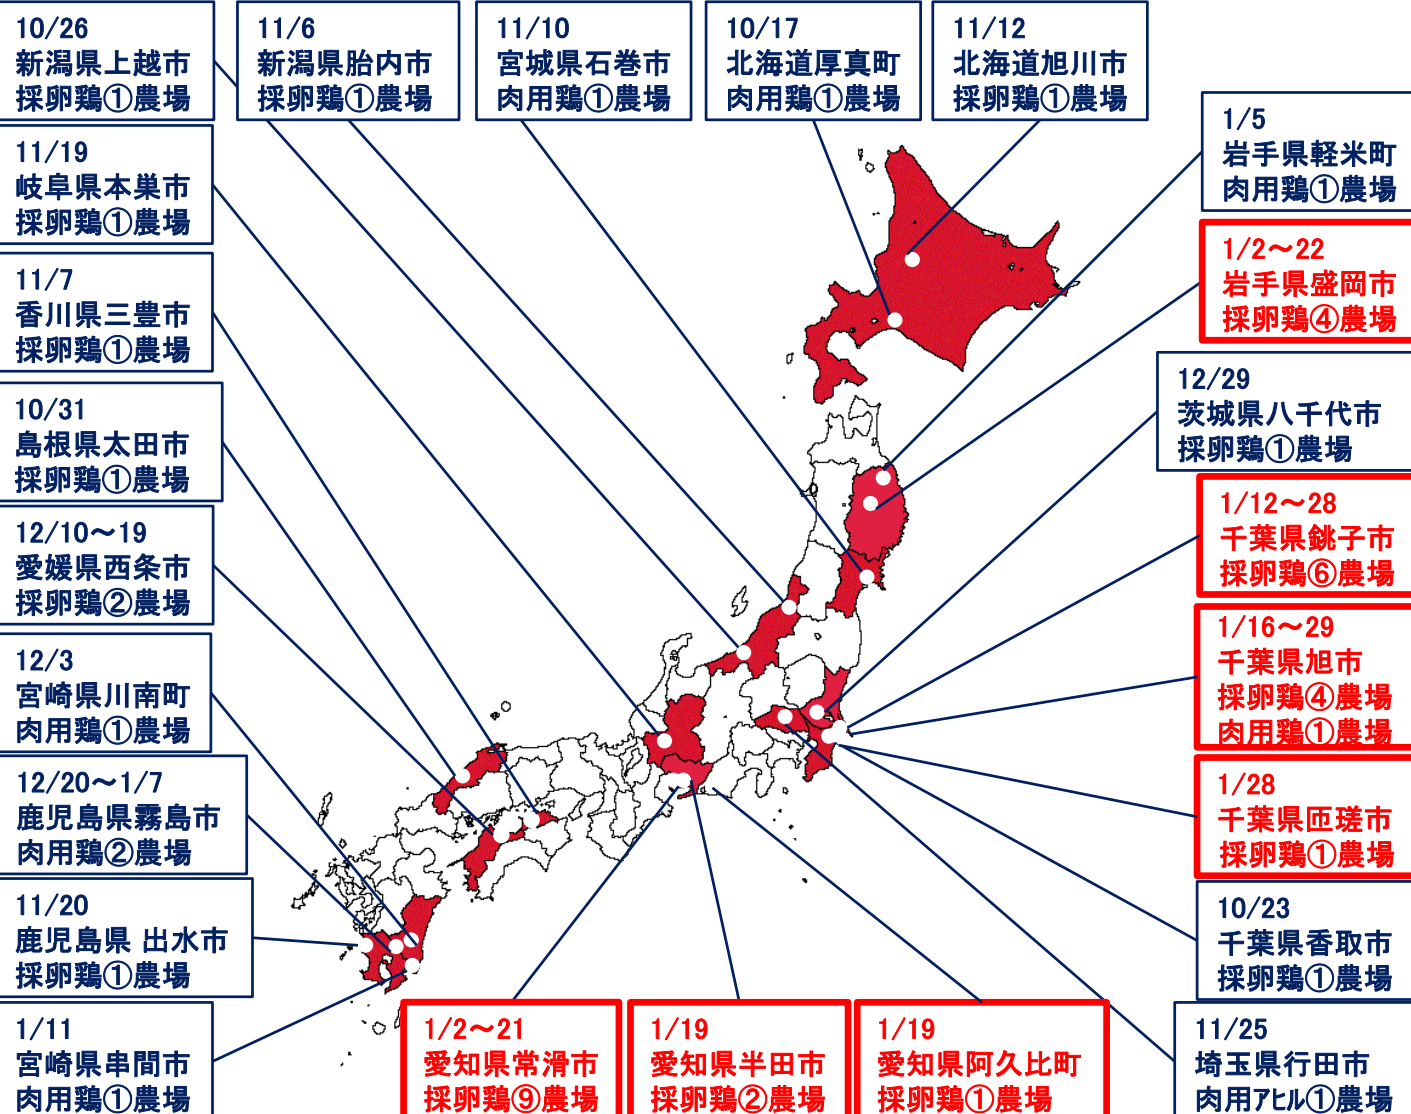 10/26
新潟県上越市
採卵鶏①農場
11/6
新潟県胎内市
採卵鶏①農場
11/10
宮城県石巻市
肉用鶏①農場
10/17
北海道厚真町
肉用鶏①農場
11/12
北海道旭川市
採卵鶏①農場
1/5
岩手県軽米町
肉用鶏①農場
1/2～22
岩手県盛岡市
採卵鶏④農場
12/29
茨城県八千代市
採卵鶏①農場
1/12～28
千葉県銚子市
採卵鶏⑥農場
1/16～29
千葉県旭市
採卵鶏④農場
肉用鶏①農場
1/28
千葉県匝瑳市
採卵鶏①農場
10/23
千葉県香取市
採卵鶏①農場
11/25
埼玉県行田市
肉用アヒル①農場
11/19
岐阜県本巣市
採卵鶏①農場
11/7
香川県三豊市
採卵鶏①農場
10/31
島根県太田市
採卵鶏①農場
12/10～19
愛媛県西条市
採卵鶏②農場
12/3
宮崎県川南町
肉用鶏①農場
12/20～1/7
鹿児島県霧島市
肉用鶏②農場
11/20
鹿児島県 出水市
採卵鶏①農場
1/11
宮崎県串間市
肉用鶏①農場
1/2～21
愛知県常滑市
採卵鶏⑨農場
1/19
愛知県半田市
採卵鶏②農場
1/19
愛知県阿久比町
採卵鶏①農場